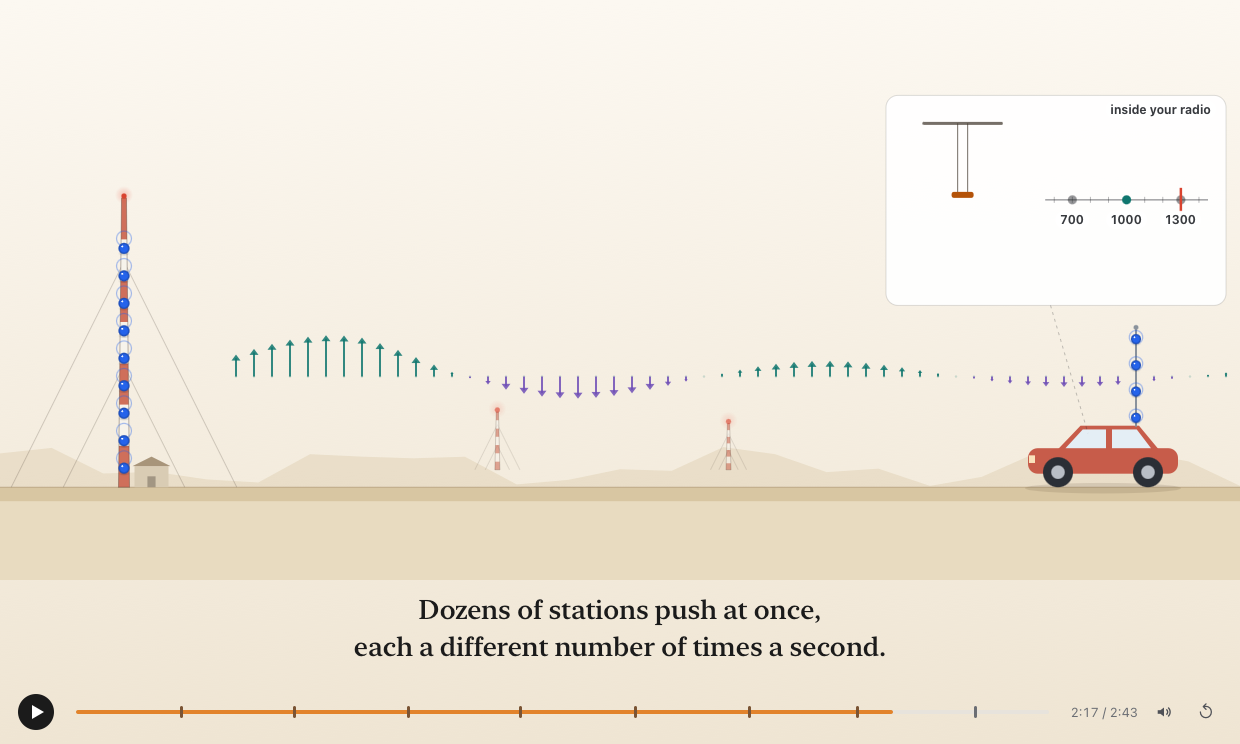 inside your radio
700 1000 1300
Dozens of stations push at once,
each a different number of times a second.
2:17 / 2:43